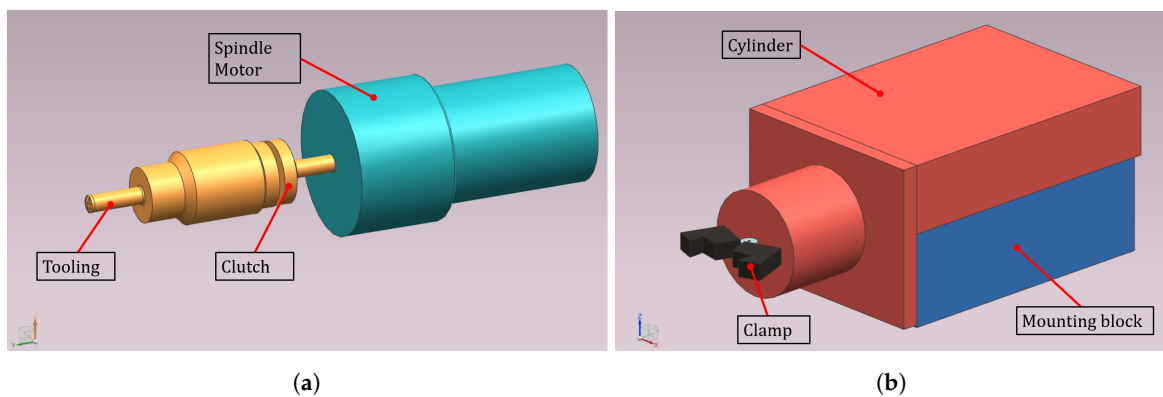 Spindle
Motor
Tooling
Clutch
Cylinder
Clamp
Mounting block
Y
Z
X
(a)
(b)